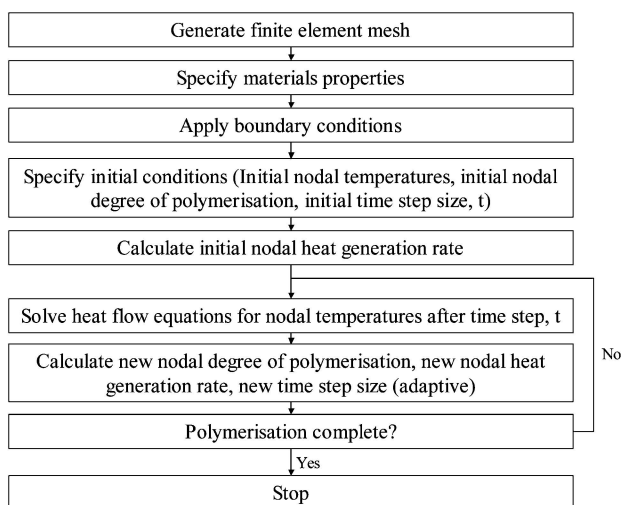 Generate finite element mesh
Specify materials properties
Apply boundary conditions
Specify initial conditions (Initial nodal temperatures, initial nodal
degree of polymerisation, initial time step size, t)
Calculate initial nodal heat generation rate
Solve heat flow equations for nodal temperatures after time step, t
No
Calculate new nodal degree of polymerisation, new nodal heat
generation rate, new time step size (adaptive)
Polymerisation complete?
Yes
Stop